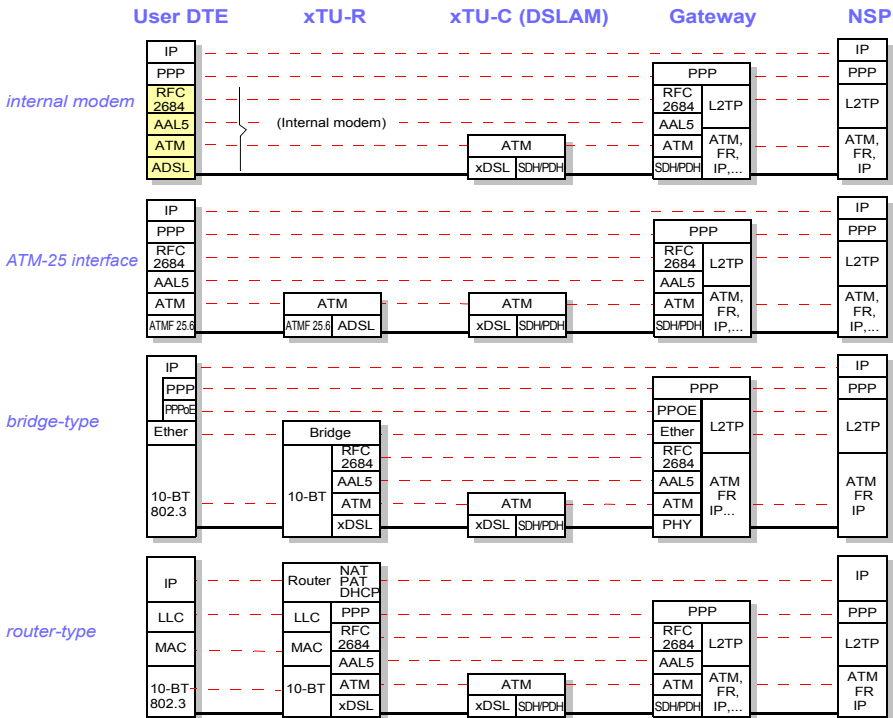 User DTE xTU-R xTU-C (DSLAM) Gateway NSP
internal modem
IP
PPP
RFC
2684
AAL5
ATM
ADSL
(Internal modem)
ATM
xDSL SDH/PDH
PPP
RFC
2684
AAL5
ATM
SDH/PDH
L2TP
ATM,
FR,
IP,...
IP
PPP
L2TP
ATM,
FR,
IP
ATM-25 interface
IP
PPP
RFC
2684
AAL5
ATM
ATMF 25.6
ATM
ATMF 25.6 ADSL
ATM
xDSL SDH/PDH
PPP
RFC
2684
AAL5
ATM
SDH/PDH
L2TP
ATM,
FR,
IP,...
IP
PPP
L2TP
ATM,
FR,
IP,...
bridge-type
IP
PPP
PPPoE
Ether
10-BT
802.3
Bridge
10-BT
RFC
2684
AAL5
ATM
xDSL
ATM
xDSL SDH/PDH
PPP
PPOE
Ether
RFC
2684
AAL5
ATM
PHY
L2TP
ATM
FR
IP...
IP
PPP
L2TP
ATM
FR
IP
router-type
IP
LLC
MAC
10-BT
802.3
Router
NAT
PAT
DHCP
LLC
MAC
10-BT
PPP
RFC
2684
AAL5
ATM
xDSL
ATM
xDSL SDH/PDH
PPP
RFC
2684
AAL5
ATM
SDH/PDH
L2TP
ATM,
FR,
IP,...
IP
PPP
L2TP
ATM
FR
IP